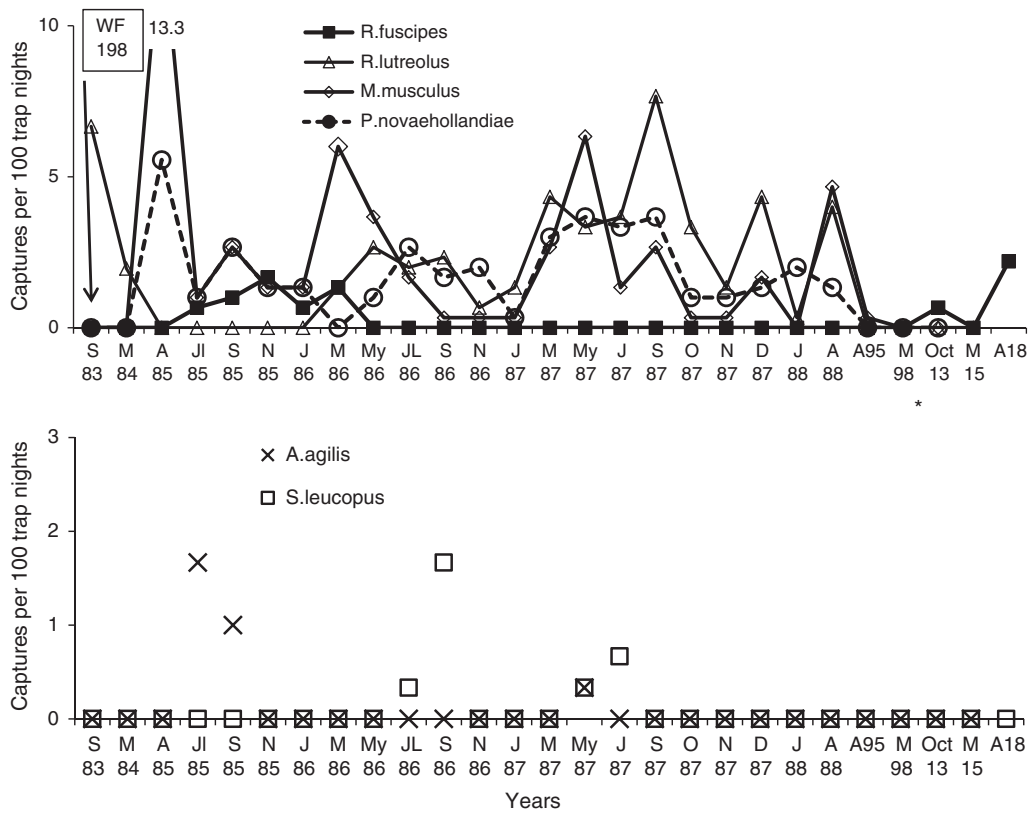 Captures per 100 trap nights
10
5
0
WF
198
13.3
R.fuscipes
R.lutreolus
M.musculus
P.novaehollandiae
S M A Jl S N J M My JL S N J M My J S O N D J A A95 M Oct M A18
83 84 85 85 85 85 86 86 86 86 86 86 87 87 87 87 87 87 87 87 88 88 98 13 15
*
Captures per 100 trap nights
3
2
1
0
A.agilis
S.leucopus
S M A Jl S N J M My JL S N J M My J S O N D J A A95 M Oct M A18
83 84 85 85 85 85 86 86 86 86 86 86 87 87 87 87 87 87 87 87 88 88 98 13 15
Years